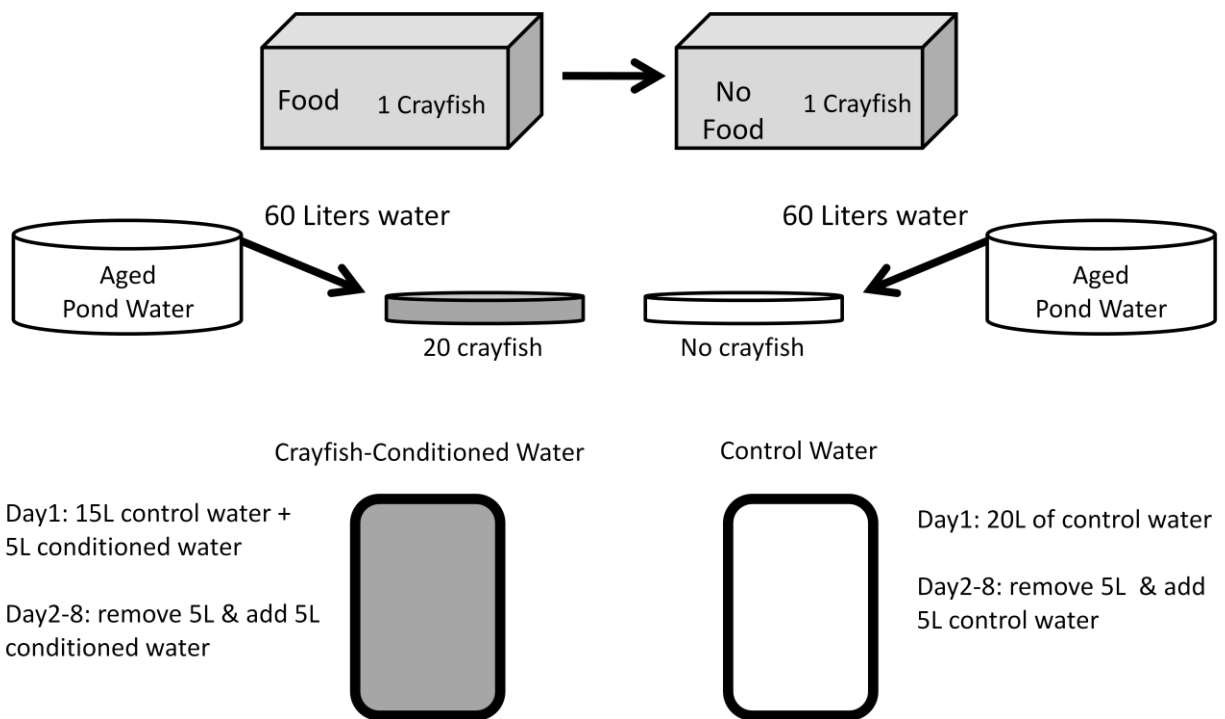 Food
1 Crayfish
No
Food
1 Crayfish
60 Liters water
60 Liters water
Aged
Pond Water
Aged
Pond Water
20 crayfish
No crayfish
Crayfish-Conditioned Water
Control Water
Day1: 15L control water +
5L conditioned water
Day2-8: remove 5L & add 5L
conditioned water
Day1: 20L of control water
Day2-8: remove 5L & add
5L control water